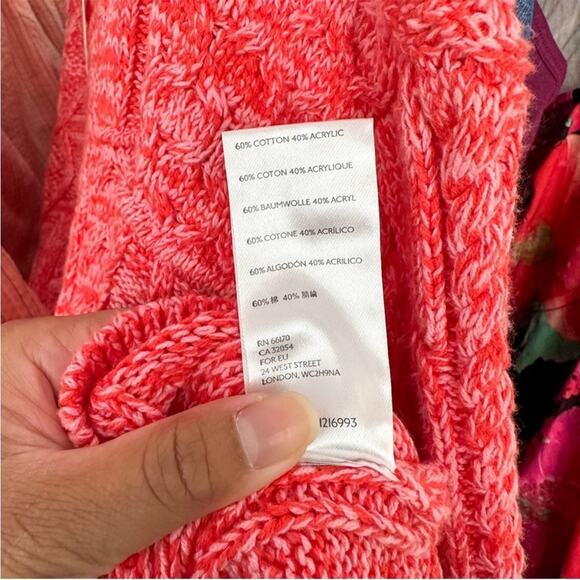 60% COTTON 40% ACRYLIC
60% COTON 40% ACRYLIQUE
60% BAUMWOLLE 40% ACRYL
60% COTONE 40% ACRÍLICO
60% ALGODÓN 40% ACRILICO
60% 棉 40% 腈綸
RN 66170
CA 32054
FOR EU
24 WEST STREET
LONDON, WC2H9NA
1216993